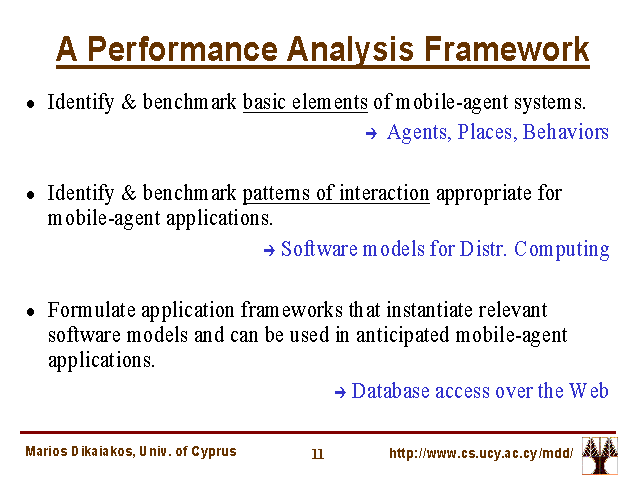 A Performance Analysis Framework
● Identify & benchmark basic elements of mobile-agent systems.
→ Agents, Places, Behaviors
● Identify & benchmark patterns of interaction appropriate for
mobile-agent applications.
→ Software models for Distr. Computing
● Formulate application frameworks that instantiate relevant
software models and can be used in anticipated mobile-agent
applications.
→ Database access over the Web
Marios Dikaiakos, Univ. of Cyprus
11
http://www.cs.ucy.ac.cy/mdd/